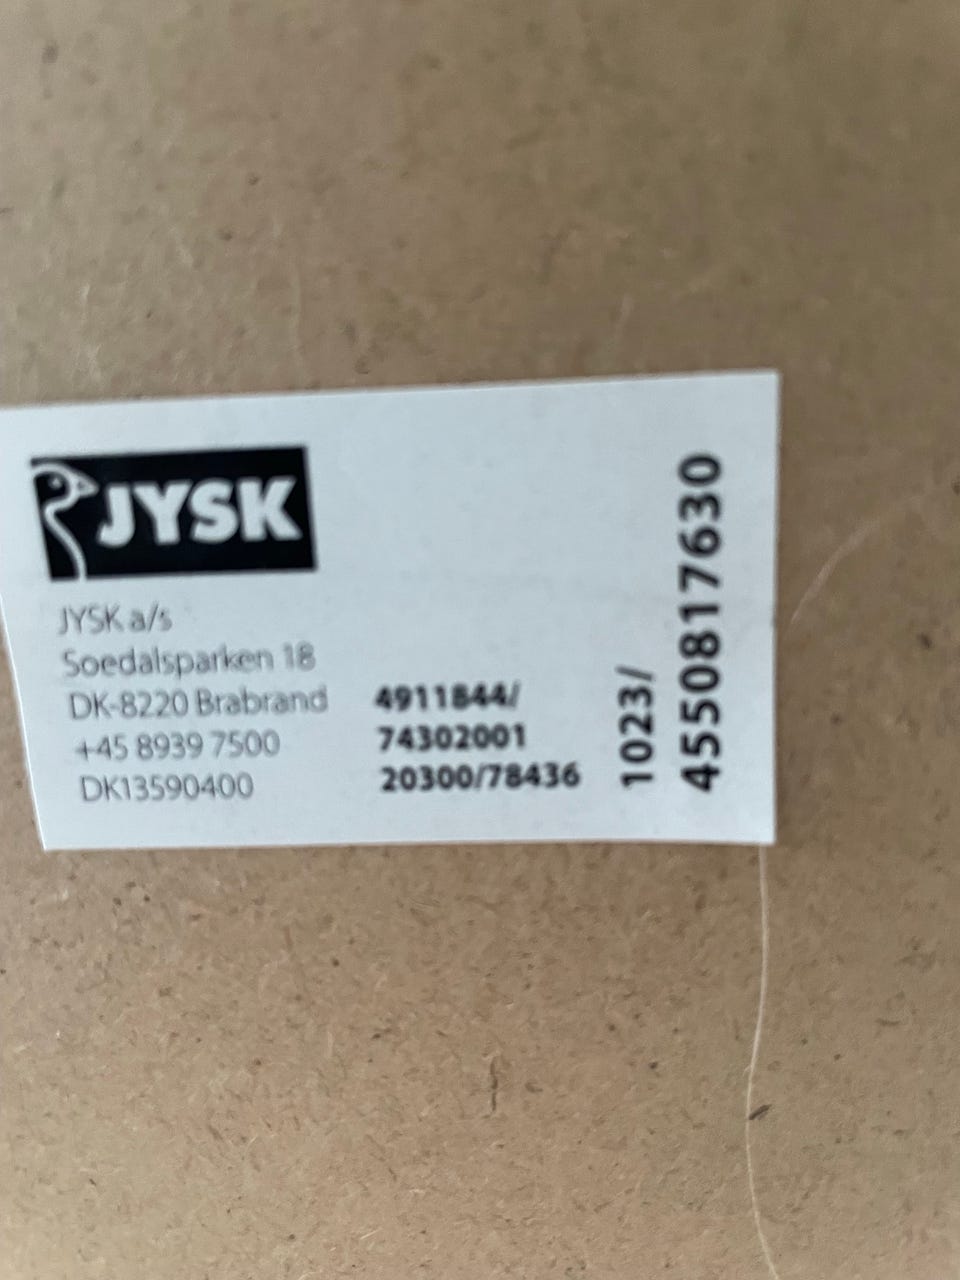 JYSK
JYSK a/s
Soedalsparken 18
DK-8220 Brabrand
+45 8939 7500
DK13590400
4911844/
74302001
20300/78436
1023/
4550817630